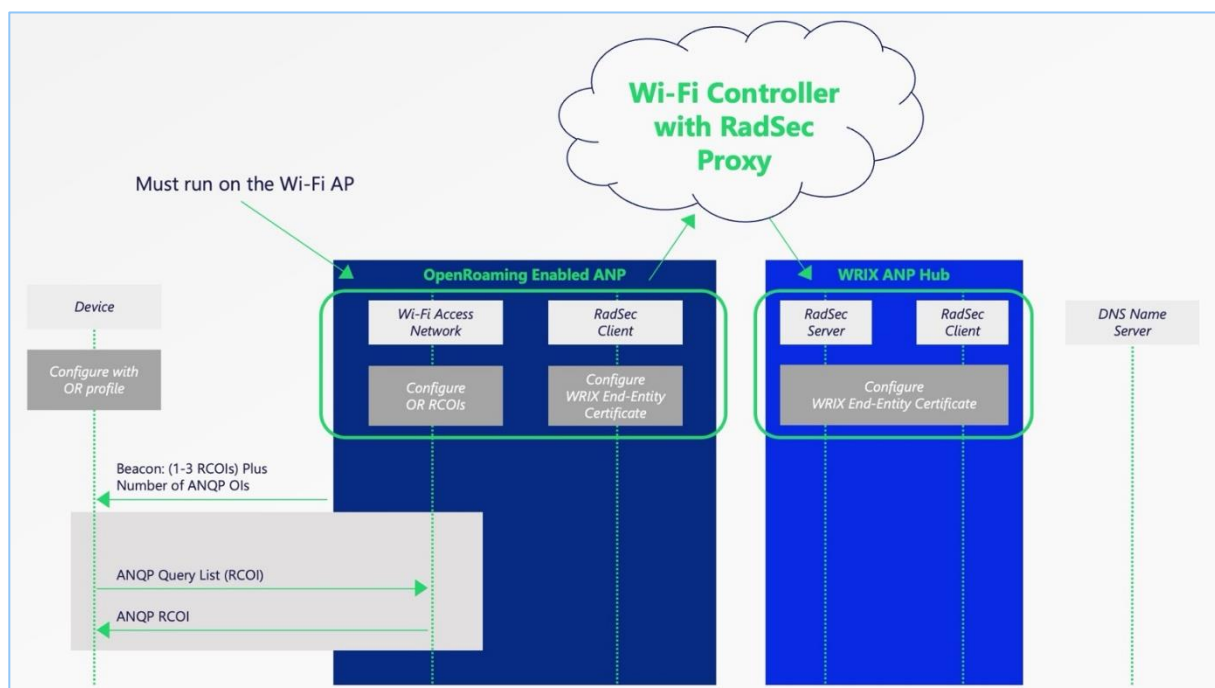 Wi-Fi Controller
with RadSec
Proxy
Must run on the Wi-Fi AP
OpenRoaming Enabled ANP
WRIX ANP Hub
Device
Wi-Fi Access
Network
RadSec
Client
RadSec
Server
RadSec
Client
DNS Name
Server
Configure with
OR profile
Configure
OR RCOIs
Configure
WRIX End-Entity
Certificate
Configure
WRIX End-Entity Certificate
Beacon: (1-3 RCOIs) Plus
Number of ANQP OIs
ANQP Query List (RCOI)
ANQP RCOI